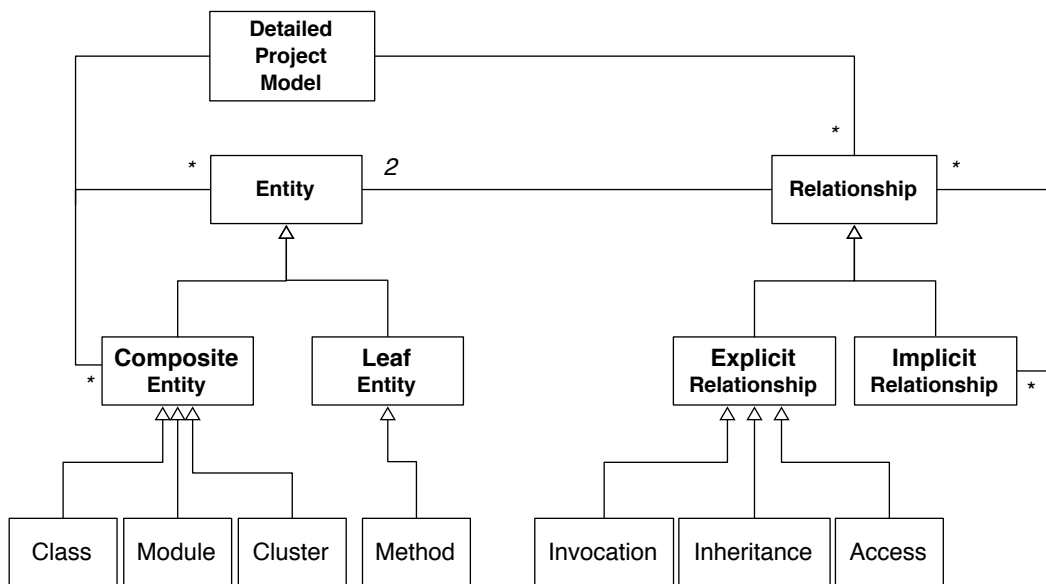 Detailed
Project
Model
*
*
2
*
Entity
Relationship
Composite
Entity
Leaf
Entity
Explicit
Relationship
Implicit
Relationship
*
*
Class
Module
Cluster
Method
Invocation
Inheritance
Access